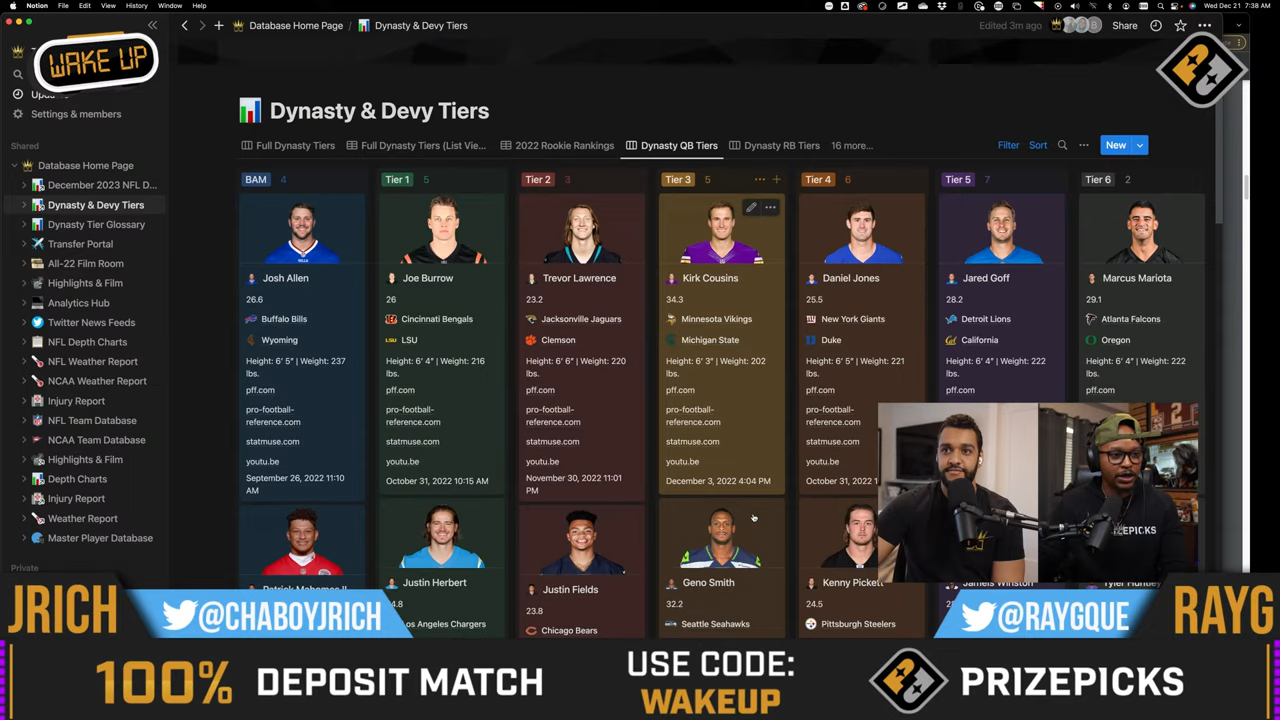 Notion File Edit View History Window Help
Wed Dec 21 7:38 AM
Database Home Page / Dynasty & Devy Tiers
Edited 3m ago
Share
WAKE UP
Settings & members
Shared
Database Home Page
December 2023 NFL D...
Dynasty & Devy Tiers
Dynasty Tier Glossary
Transfer Portal
All-22 Film Room
Highlights & Film
Analytics Hub
Twitter News Feeds
NFL Depth Charts
NFL Weather Report
NCAA Weather Report
Injury Report
NFL Team Database
NCAA Team Database
Highlights & Film
Depth Charts
Injury Report
Weather Report
Master Player Database
Private
Dynasty & Devy Tiers
Full Dynasty Tiers
Full Dynasty Tiers (List Vie...
2022 Rookie Rankings
Dynasty QB Tiers
Dynasty RB Tiers
16 more...
Filter
Sort
New
BAM 4
Josh Allen
26.6
Buffalo Bills
Wyoming
Height: 6' 5" | Weight: 237
lbs.
pff.com
pro-football-
reference.com
statmuse.com
youtu.be
September 26, 2022 11:10
AM
Patrick Mahomes II
Tier 1 5
Joe Burrow
26
Cincinnati Bengals
LSU
Height: 6' 4" | Weight: 216
lbs.
pff.com
pro-football-
reference.com
statmuse.com
youtu.be
October 31, 2022 10:15 AM
Justin Herbert
Los Angeles Chargers
Tier 2 3
Trevor Lawrence
23.2
Jacksonville Jaguars
Clemson
Height: 6' 6" | Weight: 220
lbs.
pff.com
pro-football-
reference.com
statmuse.com
youtu.be
November 30, 2022 11:01
PM
Justin Fields
23.8
Chicago Bears
Tier 3 5
Kirk Cousins
34.3
Minnesota Vikings
Michigan State
Height: 6' 3" | Weight: 202
lbs.
pff.com
pro-football-
reference.com
statmuse.com
youtu.be
December 3, 2022 4:04 PM
Geno Smith
32.2
Seattle Seahawks
Tier 4 6
Daniel Jones
25.5
New York Giants
Duke
Height: 6' 5" | Weight: 221
lbs.
pff.com
pro-football-
reference.com
statmuse.com
youtu.be
October 31, 2022
Kenny Pickett
24.5
Pittsburgh Steelers
Tier 5 7
Jared Goff
28.2
Detroit Lions
California
Height: 6' 4" | Weight: 222
lbs.
pff.com
Jameis Winston
Tier 6 2
Marcus Mariota
29.1
Atlanta Falcons
Oregon
Height: 6' 4" | Weight: 222
lbs.
pff.com
Tyler Huntley
JRICH
@CHABOYJRICH
@RAYGQUE
RAYG
100% DEPOSIT MATCH
USE CODE:
WAKEUP
PRIZEPICKS